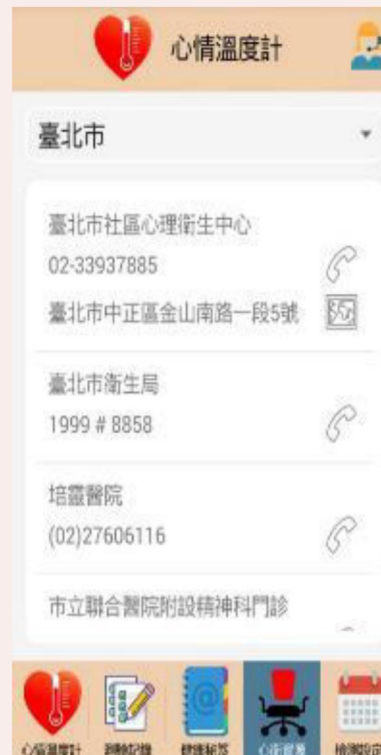 心情溫度計
臺北市
臺北市社區心理衛生中心
02-33937885
臺北市中正區金山南路一段5號
臺北市衛生局
1999 # 8858
培靈醫院
(02)27606116
市立聯合醫院附設精神科門診
心情溫度計